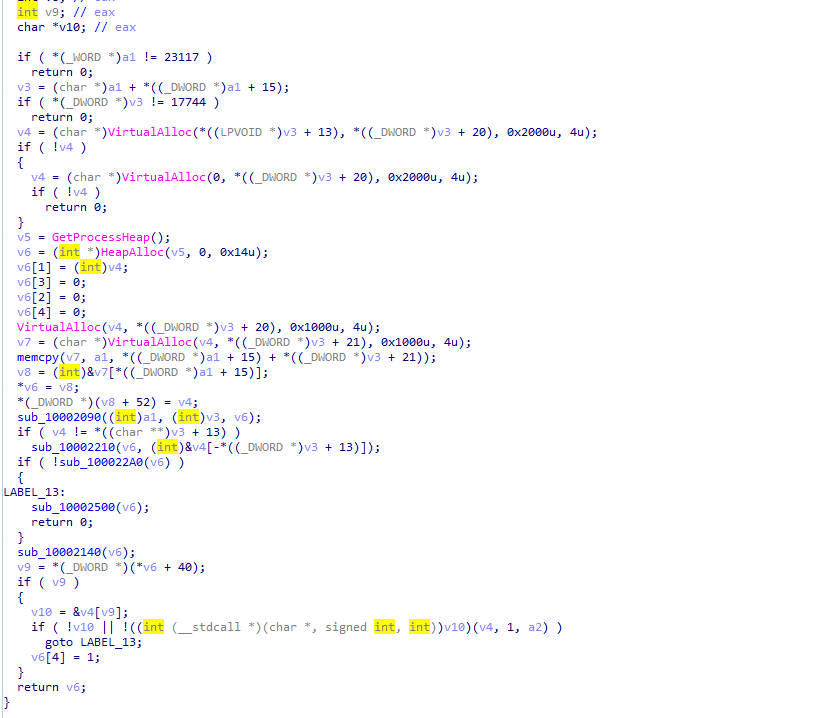 int v9; // eax
char *v10; // eax
if ( *(_WORD *)a1 != 23117 )
return 0;
v3 = (char *)a1 + *((_DWORD *)a1 + 15);
if ( *(_DWORD *)v3 != 17744 )
return 0;
v4 = (char *)VirtualAlloc(*((LPVOID *)v3 + 13), *((_DWORD *)v3 + 20), 0x2000u, 4u);
if ( !v4 )
{
v4 = (char *)VirtualAlloc(0, *((_DWORD *)v3 + 20), 0x2000u, 4u);
if ( !v4 )
return 0;
}
v5 = GetProcessHeap();
v6 = (int *)HeapAlloc(v5, 0, 0x14u);
v6[1] = (int)v4;
v6[3] = 0;
v6[2] = 0;
v6[4] = 0;
VirtualAlloc(v4, *((_DWORD *)v3 + 20), 0x1000u, 4u);
v7 = (char *)VirtualAlloc(v4, *((_DWORD *)v3 + 21), 0x1000u, 4u);
memcpy(v7, a1, *((_DWORD *)a1 + 15) + *((_DWORD *)v3 + 21));
v8 = (int)&v7[*((_DWORD *)a1 + 15)];
*v6 = v8;
*(_DWORD *)(v8 + 52) = v4;
sub_10002090((int)a1, (int)v3, v6);
if ( v4 != *((char **)v3 + 13) )
sub_10002210(v6, (int)&v4[-*((_DWORD *)v3 + 13)]);
if ( !sub_100022A0(v6) )
{
LABEL_13:
sub_10002500(v6);
return 0;
}
sub_10002140(v6);
v9 = *(_DWORD *)(*v6 + 40);
if ( v9 )
{
v10 = &v4[v9];
if ( !v10 || !((int (__stdcall *)(char *, signed int, int))v10)(v4, 1, a2) )
goto LABEL_13;
v6[4] = 1;
}
return v6;
}